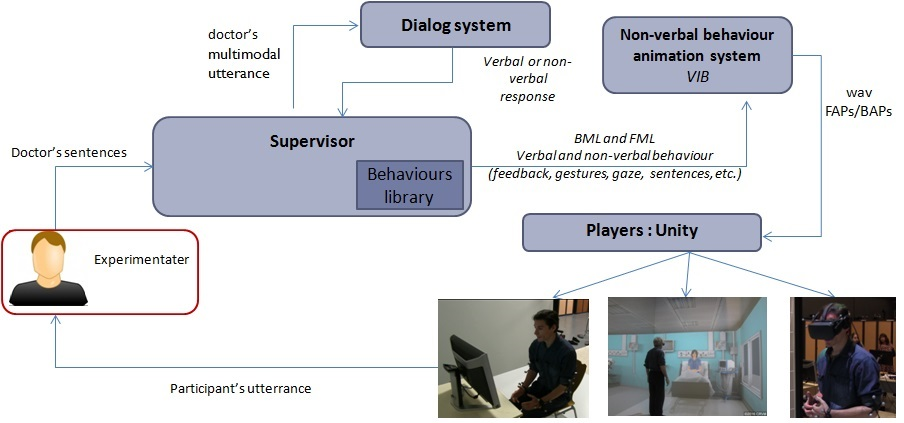 doctor's
multimodal
utterance
Dialog system
Verbal or non-
verbal
response
Non-verbal behaviour
animation system
VIB
wav
FAPs/BAPs
Doctor's sentences
Supervisor
Behaviours
library
BML and FML
Verbal and non-verbal behaviour
(feedback, gestures, gaze, sentences, etc.)
Players : Unity
Experimentater
Participant's utterrance